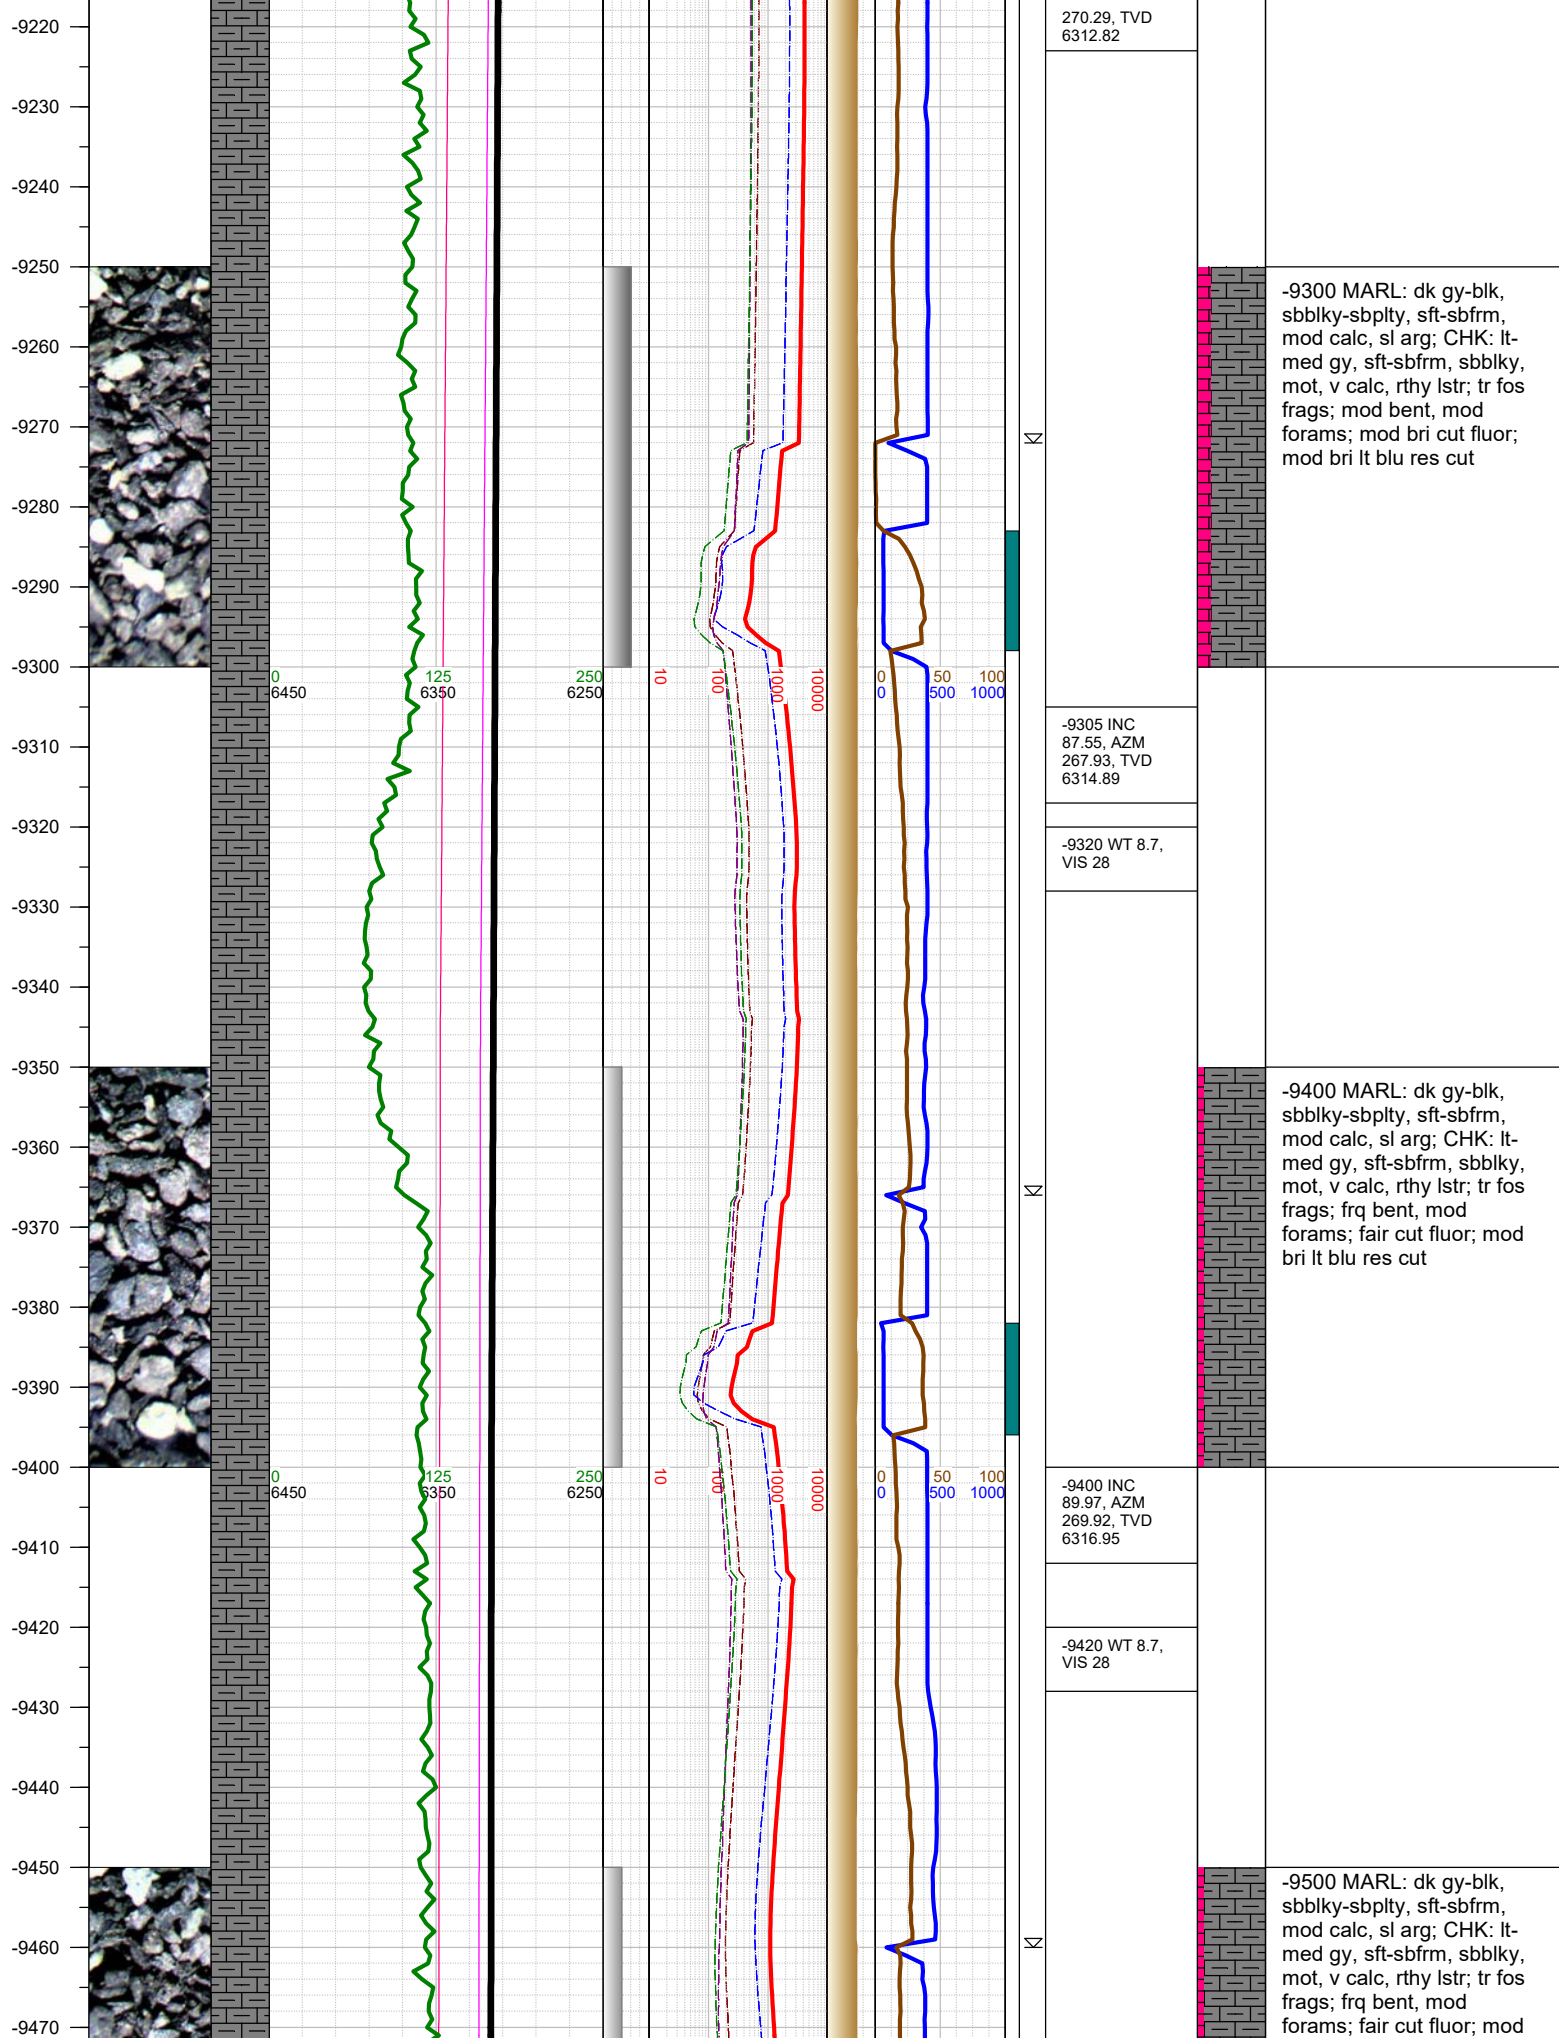 270.29, TVD
6312.82
-9220
-9230
-9240
-9250
-9260
-9270
-9280
-9290
-9300
-9300 MARL: dk gy-blk,
sbblky-sbplty, sft-sbfrm,
mod calc, sl arg; CHK: lt-
med gy, sft-sbfrm, sbblky,
mot, v calc, rthy lstr; tr fos
frags; mod bent, mod
forams; mod bri cut fluor;
mod bri lt blu res cut
0 125 250
6450 6350 6250
10 100 1000 10000
0 50 100
0 500 1000
-9305 INC
87.55, AZM
267.93, TVD
6314.89
-9310
-9320
-9320 WT 8.7,
VIS 28
-9330
-9340
-9350
-9360
-9370
-9380
-9390
-9400
-9400 MARL: dk gy-blk,
sbblky-sbplty, sft-sbfrm,
mod calc, sl arg; CHK: lt-
med gy, sft-sbfrm, sbblky,
mot, v calc, rthy lstr; tr fos
frags; frq bent, mod
forams; fair cut fluor; mod
bri lt blu res cut
0 125 250
6450 6350 6250
10 100 1000 10000
0 50 100
0 500 1000
-9400 INC
89.97, AZM
269.92, TVD
6316.95
-9410
-9420
-9420 WT 8.7,
VIS 28
-9430
-9440
-9450
-9460
-9470
-9500 MARL: dk gy-blk,
sbblky-sbplty, sft-sbfrm,
mod calc, sl arg; CHK: lt-
med gy, sft-sbfrm, sbblky,
mot, v calc, rthy lstr; tr fos
frags; frq bent, mod
forams; fair cut fluor; mod